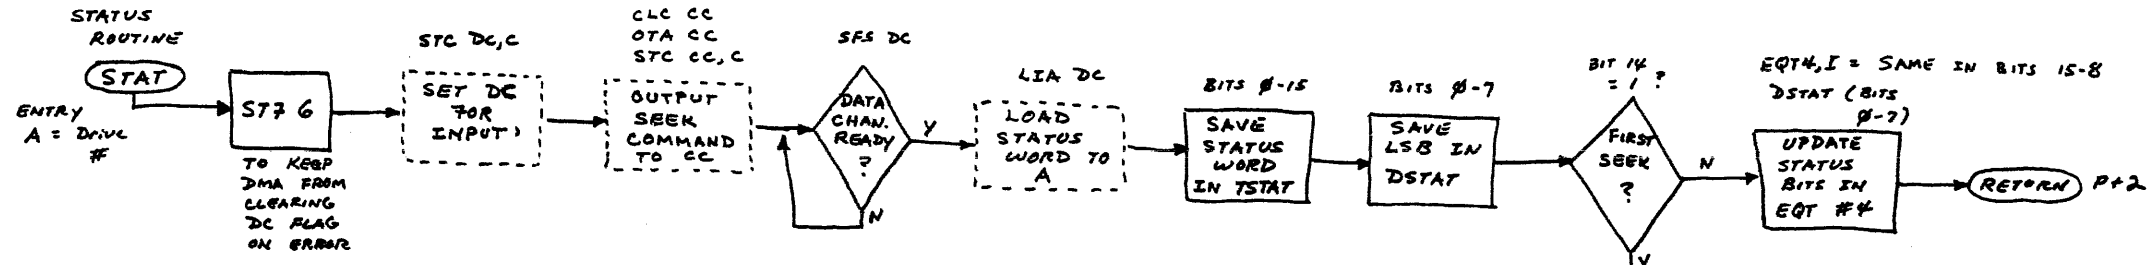 STATUS
ROUTINE
STAT
ENTRY
A = Drive
#
ST7 6
TO KEEP
DMA FROM
CLEARING
DC FLAG
ON ERROR
STC DC,C
SET DC
FOR
INPUT
CLC CC
OTA CC
STC CC,C
OUTPUT
SEEK
COMMAND
TO CC
SFS DC
DATA
CHAN.
READY
?
Y
N
LIA DC
LOAD
STATUS
WORD TO
A
BITS Ø-15
SAVE
STATUS
WORD
IN TSTAT
BITS Ø-7
SAVE
LSB IN
DSTAT
BIT 14
= 1 ?
FIRST
SEEK
?
N
Y
EQT4,I = SAME IN BITS 15-8
DSTAT (BITS
Ø-7)
UPDATE
STATUS
BITS IN
EQT #4
RETORN
P+2